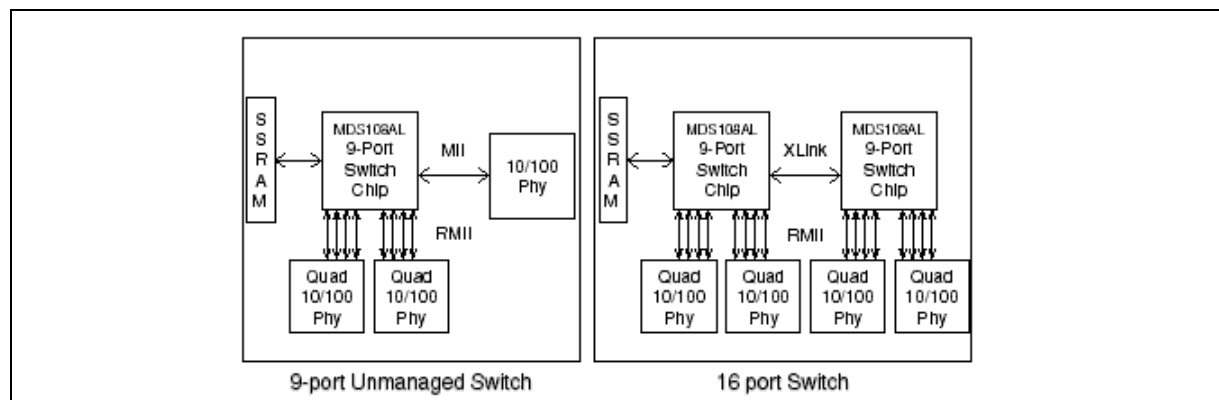 SSRAM
MDS108AL
9-Port
Switch
Chip
MII
10/100
Phy
RMII
Quad
10/100
Phy
Quad
10/100
Phy
9-port Unmanaged Switch
SSRAM
MDS108AL
9-Port
Switch
Chip
XLink
MDS108AL
9-Port
Switch
Chip
RMII
Quad
10/100
Phy
Quad
10/100
Phy
Quad
10/100
Phy
Quad
10/100
Phy
16 port Switch